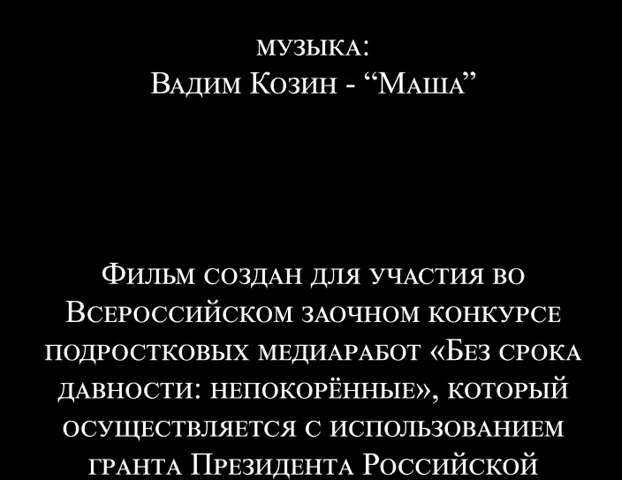 музыка:
Вадим Козин - “Маша”
Фильм создан для участия во
Всероссийском заочном конкурсе
подростковых медиаработ «Без срока
давности: непокорённые», который
осуществляется с использованием
гранта Президента Российской